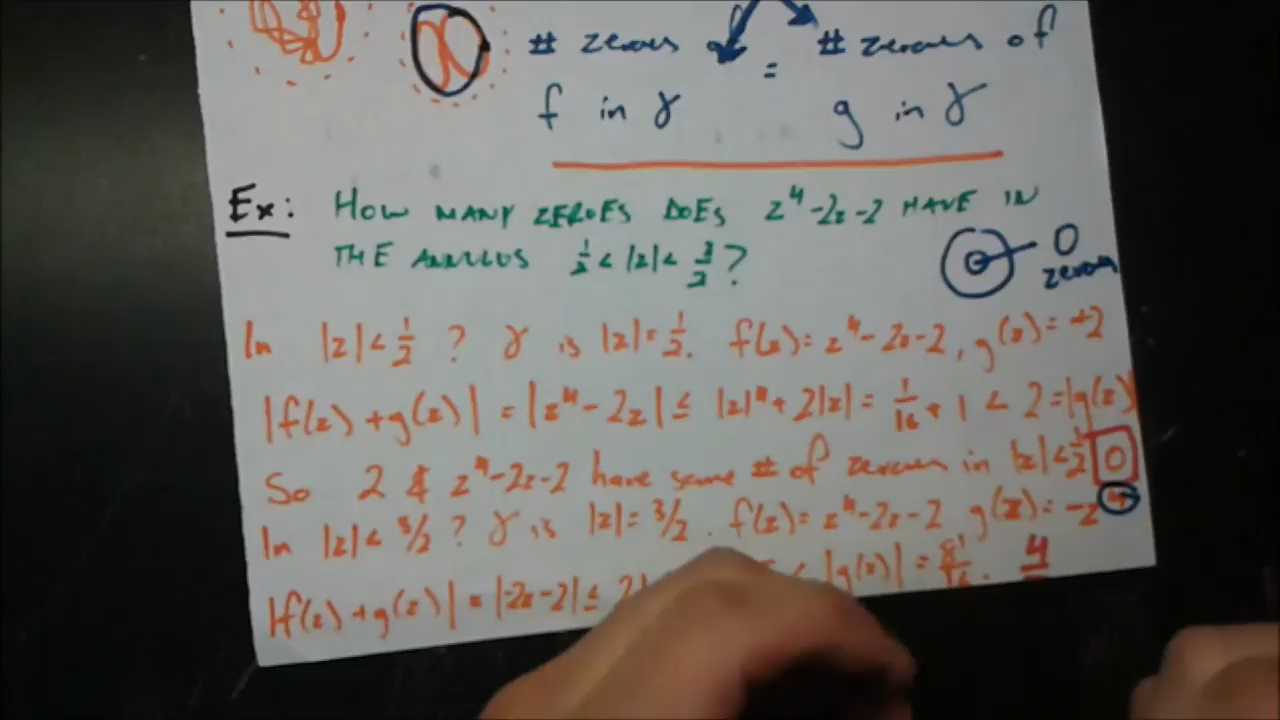 # zeroes of = # zeroes of
f in γ g in γ
Ex: HOW MANY ZEROES DOES z⁴-2z-2 HAVE IN
THE ANNULUS ½ < |z| < 3/2 ?
0
zeroes
In |z| < ½ ? γ is |z| = ½. f(z) = z⁴-2z-2, g(z) = +2
|f(z)+g(z)| = |z⁴-2z| ≤ |z|⁴+2|z| = 1/16 + 1 < 2 = |g(z)|
So 2 & z⁴-2z-2 have same # of zeroes in |z| < ½ 0
In |z| < 3/2 ? γ is |z| = 3/2. f(z) = z⁴-2z-2 g(z) = -z⁴
|f(z)+g(z)| = |-2z-2| ≤ 2| < |g(z)| = 81/16. 4